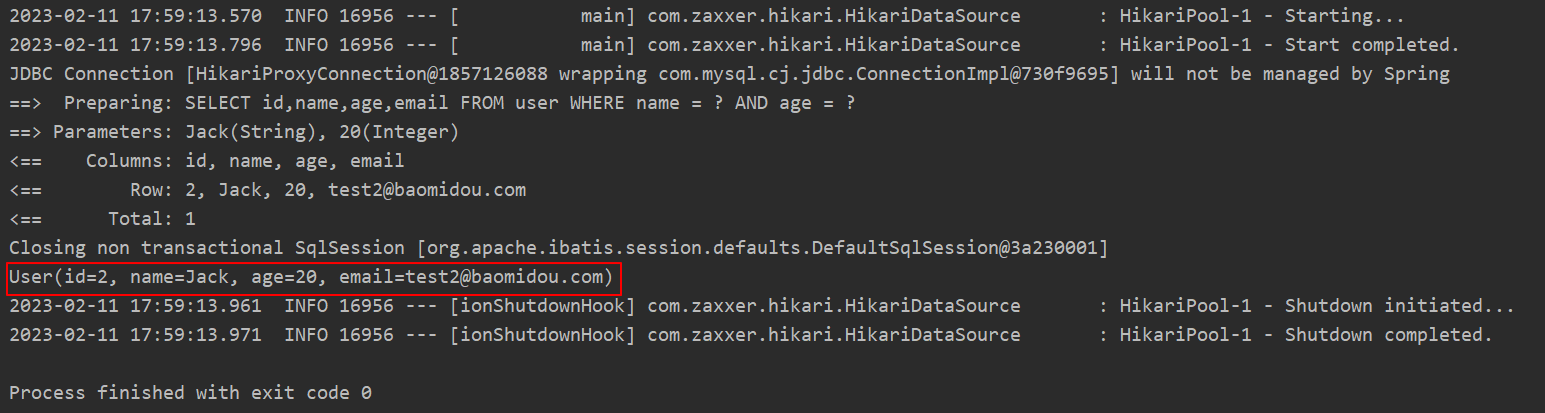 2023-02-11 17:59:13.570  INFO 16956 --- [           main] com.zaxxer.hikari.HikariDataSource       : HikariPool-1 - Starting...
2023-02-11 17:59:13.796  INFO 16956 --- [           main] com.zaxxer.hikari.HikariDataSource       : HikariPool-1 - Start completed.
JDBC Connection [HikariProxyConnection@1857126088 wrapping com.mysql.cj.jdbc.ConnectionImpl@730f9695] will not be managed by Spring
==>  Preparing: SELECT id,name,age,email FROM user WHERE name = ? AND age = ?
==> Parameters: Jack(String), 20(Integer)
<==    Columns: id, name, age, email
<==        Row: 2, Jack, 20, test2@baomidou.com
<==      Total: 1
Closing non transactional SqlSession [org.apache.ibatis.session.defaults.DefaultSqlSession@3a230001]
User(id=2, name=Jack, age=20, email=test2@baomidou.com)
2023-02-11 17:59:13.961  INFO 16956 --- [ionShutdownHook] com.zaxxer.hikari.HikariDataSource       : HikariPool-1 - Shutdown initiated...
2023-02-11 17:59:13.971  INFO 16956 --- [ionShutdownHook] com.zaxxer.hikari.HikariDataSource       : HikariPool-1 - Shutdown completed.
Process finished with exit code 0